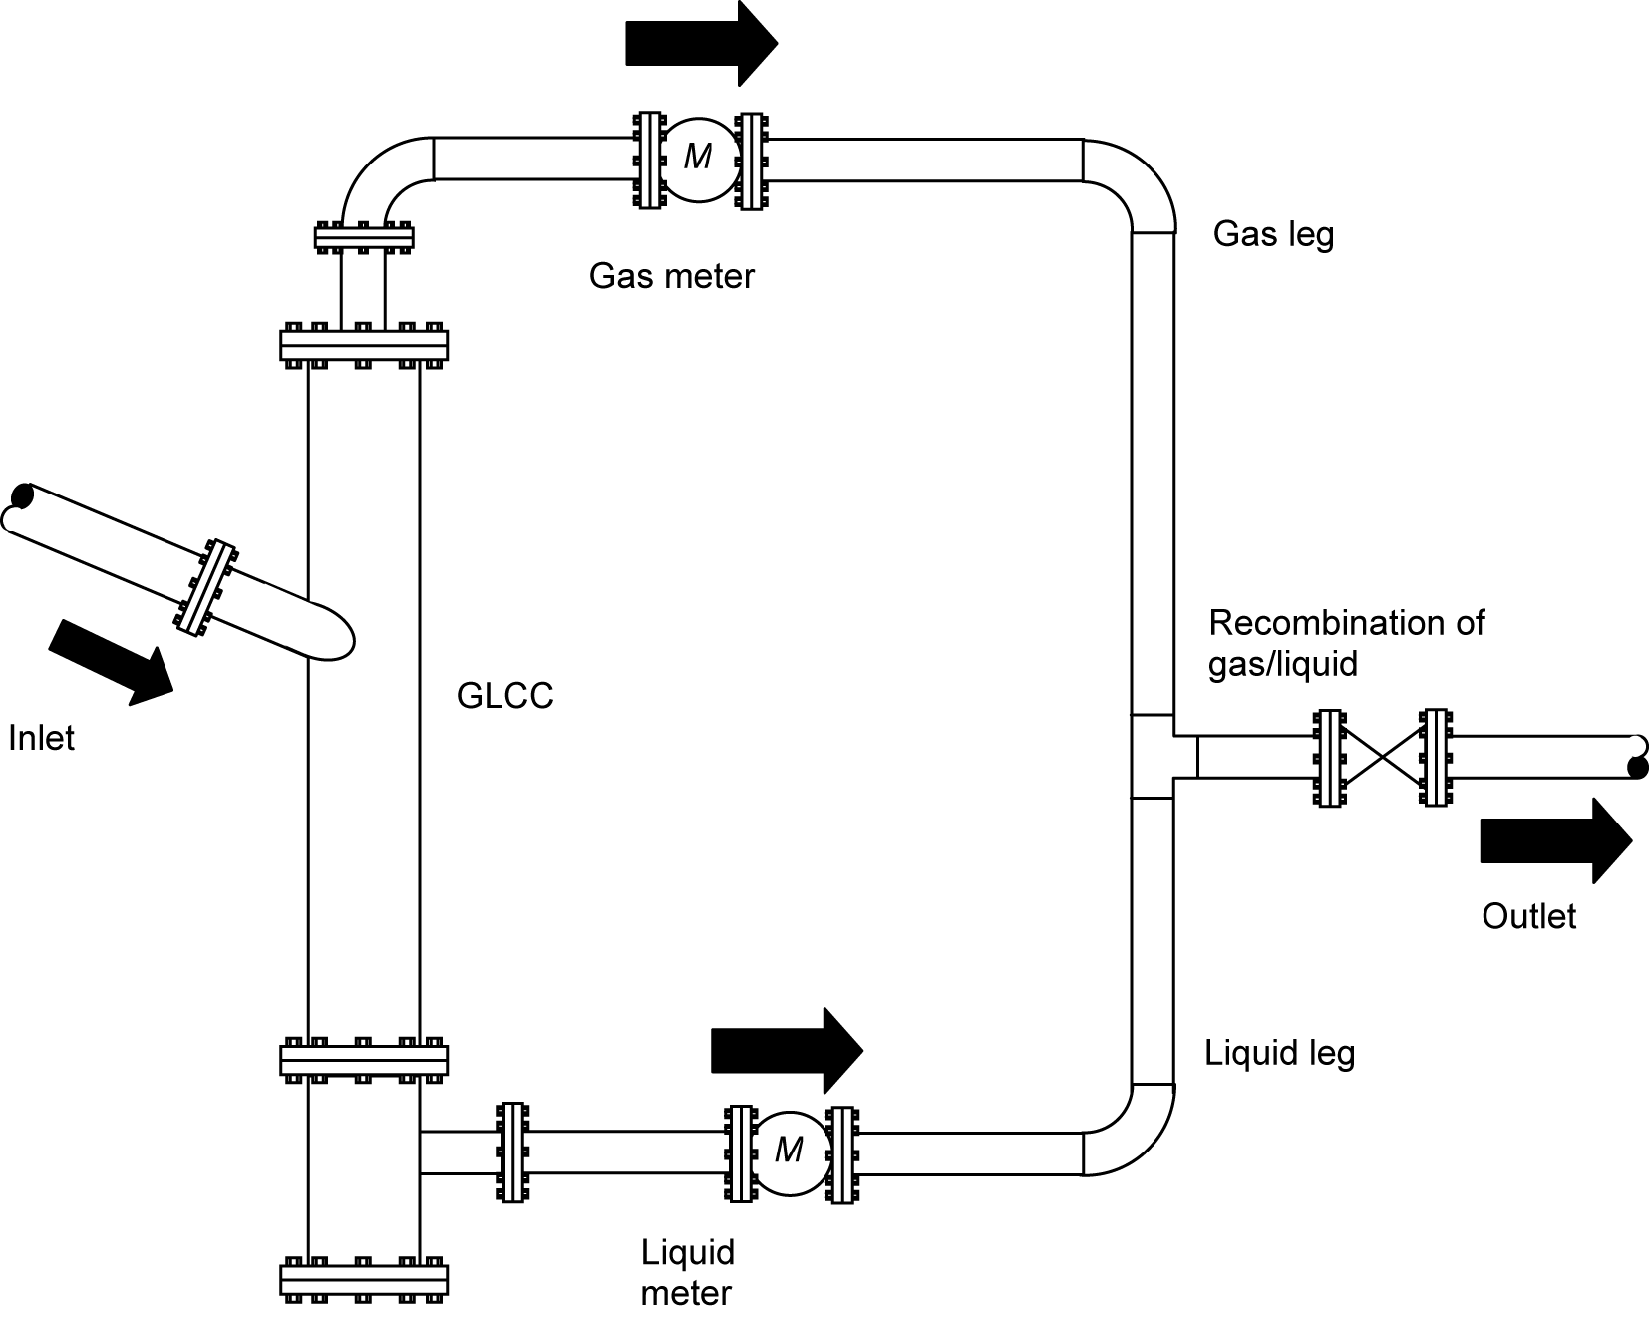 M
Gas leg
Gas meter
Recombination of
gas/liquid
GLCC
Inlet
Outlet
Liquid leg
M
Liquid
meter